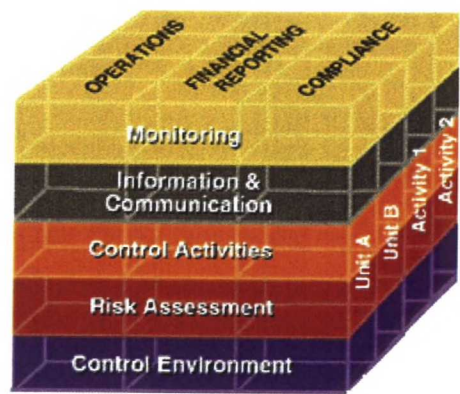 OPERATIONS
FINANCIAL
REPORTING
COMPLIANCE
Monitoring
Information &
Communication
Control Activities
Risk Assessment
Control Environment
Unit A
Unit B
Activity 1
Activity 2